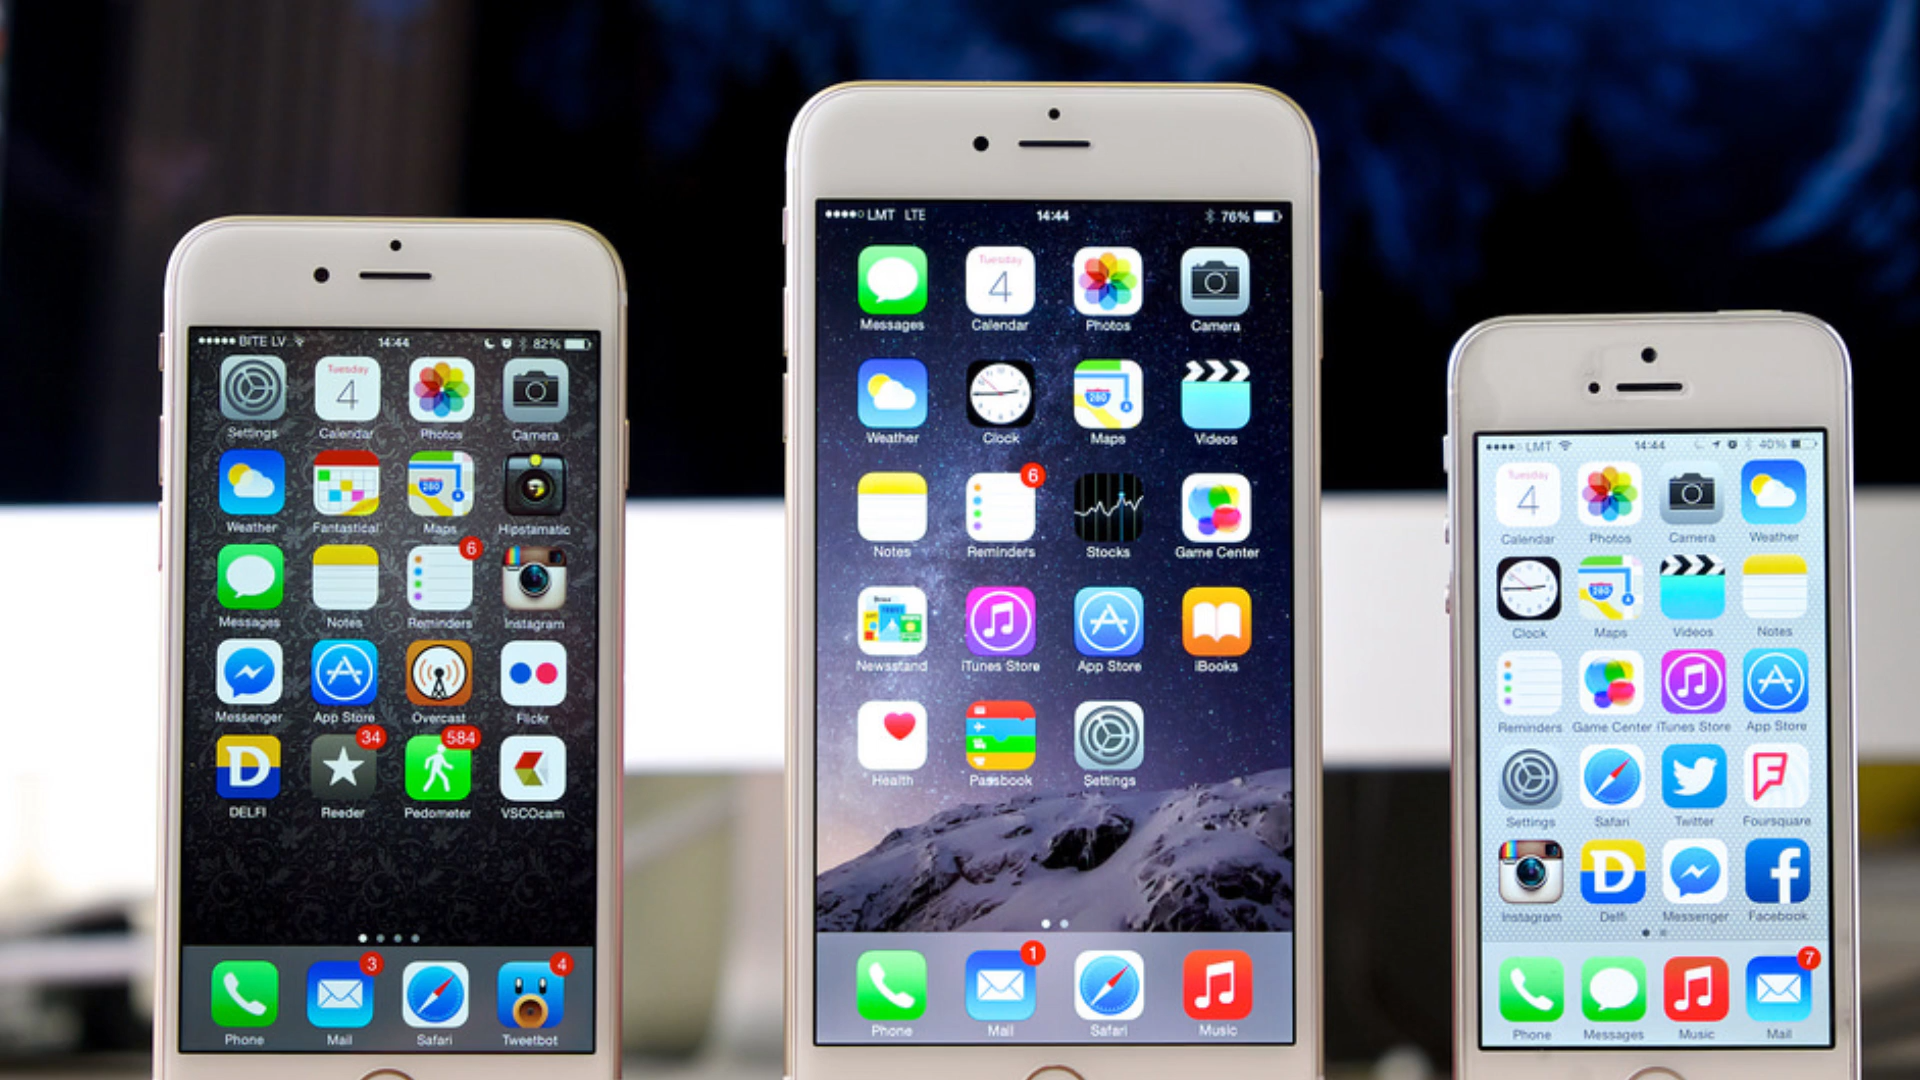 BITE LV 14:44 82%
Tuesday
4
Settings Calendar Photos Camera
280
Weather Fantastical Maps Hipstamatic
6
Messages Notes Reminders Instagram
Messenger App Store Overcast Flickr
34 584
D
DELFI Reeder Pedometer VSCOcam
3 4
Phone Mail Safari Tweetbot
LMT LTE 14:44 76%
Tuesday
4
Messages Calendar Photos Camera
280
Weather Clock Maps Videos
6
Notes Reminders Stocks Game Center
Newsstand iTunes Store App Store iBooks
Health Passbook Settings
1
Phone Mail Safari Music
LMT 14:44 40%
Tuesday
4
Calendar Photos Camera Weather
280
Clock Maps Videos Notes
Reminders Game Center iTunes Store App Store
Settings Safari Twitter Foursquare
D f
Instagram Delfi Messenger Facebook
7
Phone Messages Music Mail